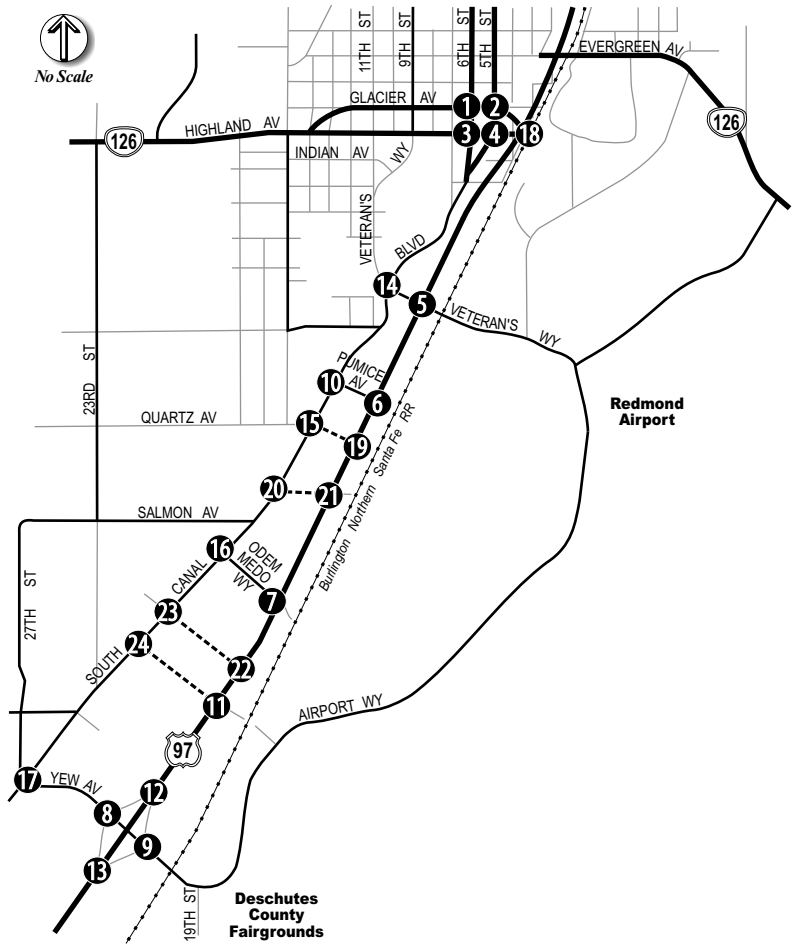 No Scale
11TH ST
9TH ST
6TH ST
5TH ST
EVERGREEN AV
GLACIER AV
1
2
126
HIGHLAND AV
3
4
18
126
INDIAN AV
VETERAN'S WY
BLVD
14
5
VETERAN'S WY
23RD ST
PUMICE
AV
10
6
Redmond
Airport
QUARTZ AV
15
19
Burlington Northern Santa Fe RR
20
21
SALMON AV
16
ODEM
MEDO
WY
27TH ST
SOUTH CANAL
7
23
24
22
11
AIRPORT WY
97
17
YEW AV
12
8
9
13
19TH ST
Deschutes
County
Fairgrounds